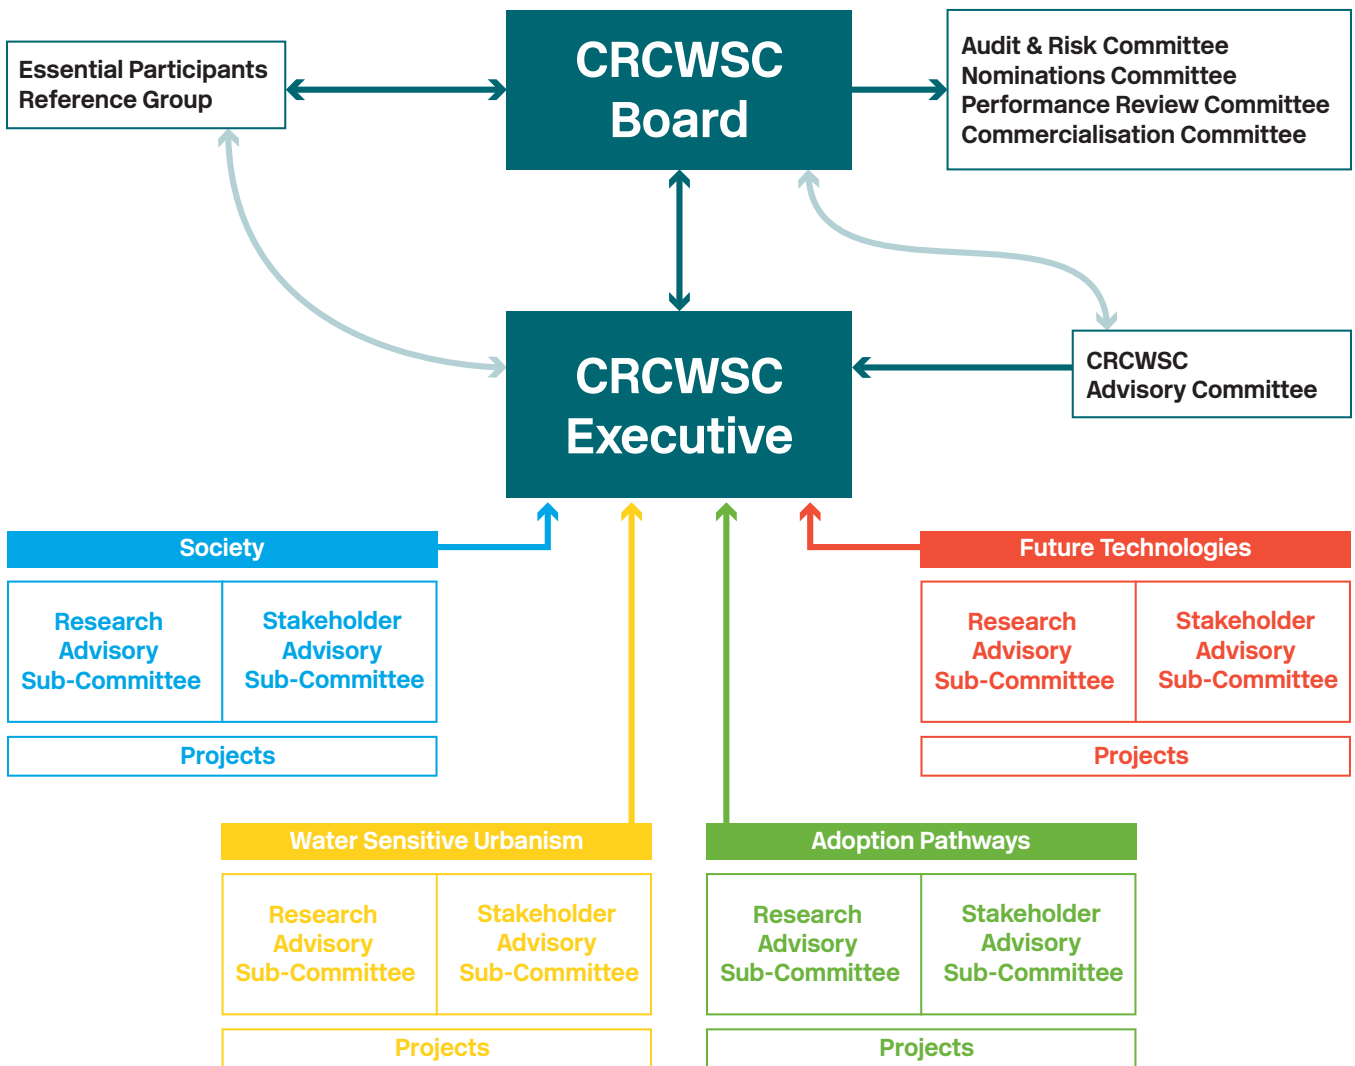 Essential Participants
Reference Group
CRCWSC
Board
Audit & Risk Committee
Nominations Committee
Performance Review Committee
Commercialisation Committee
CRCWSC
Executive
CRCWSC
Advisory Committee
Society
Research
Advisory
Sub-Committee
Stakeholder
Advisory
Sub-Committee
Projects
Future Technologies
Research
Advisory
Sub-Committee
Stakeholder
Advisory
Sub-Committee
Projects
Water Sensitive Urbanism
Research
Advisory
Sub-Committee
Stakeholder
Advisory
Sub-Committee
Projects
Adoption Pathways
Research
Advisory
Sub-Committee
Stakeholder
Advisory
Sub-Committee
Projects